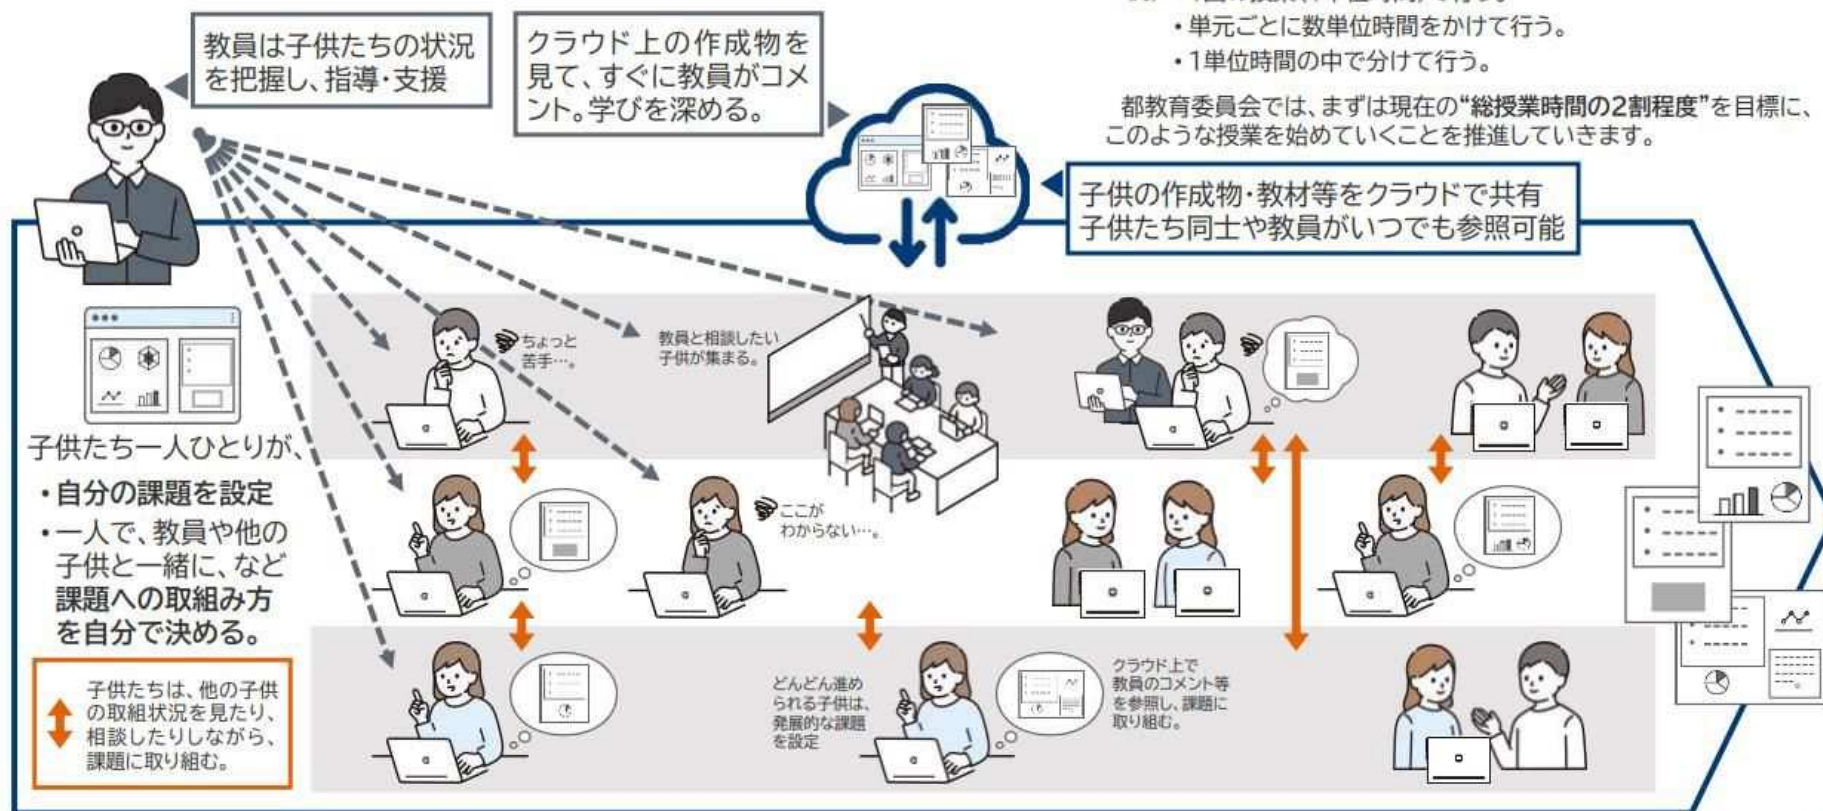 教員は子供たちの状況
を把握し、指導・支援
クラウド上の作成物を
見て、すぐに教員がコメ
ント。学びを深める。
・単元ごとに数単位時間をかけて行う。
・1単位時間の中で分けて行う。
都教育委員会では、まずは現在の“総授業時間の2割程度”を目標に、
このような授業を始めていくことを推進していきます。
子供の作成物・教材等をクラウドで共有
子供たち同士や教員がいつでも参照可能
ちょっと
苦手…。
教員と相談したい
子供が集まる。
子供たち一人ひとりが、
・自分の課題を設定
・一人で、教員や他の
子供と一緒に、など
課題への取組み方
を自分で決める。
ここが
わからない…。
子供たちは、他の子供
の取組状況を見たり、
相談したりしながら、
課題に取り組む。
どんどん進め
られる子供は、
発展的な課題
を設定
クラウド上で
教員のコメント等
を参照し、課題に
取り組む。